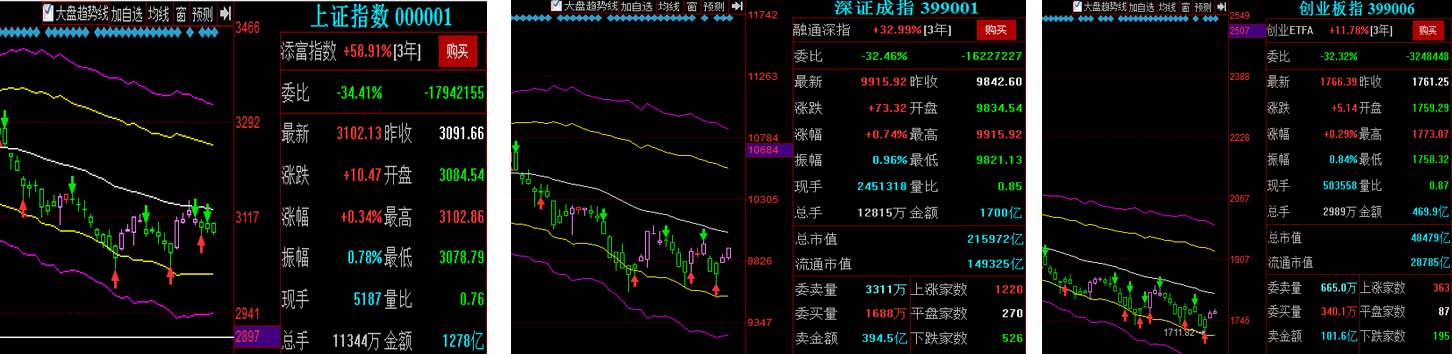 大盘趋势线 加自选 均线 窗 预测
3466
3292
3117
2941
2897
上证指数 000001
添富指数 +58.91%[3年] 购买
委比 -34.41% -17942155
最新 3102.13 昨收 3091.66
涨跌 +10.47 开盘 3084.54
涨幅 +0.34% 最高 3102.86
振幅 0.78% 最低 3078.79
现手 5187 量比 0.76
总手 11344万 金额 1278亿
大盘趋势线 加自选 均线 窗 预测
11742
11263
10784
10684
10305
9826
9347
深证成指 399001
融通深指 +32.99%[3年] 购买
委比 -32.46% -16227227
最新 9915.92 昨收 9842.60
涨跌 +73.32 开盘 9834.54
涨幅 +0.74% 最高 9915.92
振幅 0.96% 最低 9821.13
现手 2451318 量比 0.85
总手 12815万 金额 1700亿
总市值 215972亿
流通市值 149325亿
委卖量 3311万 上涨家数 1220
委买量 1688万 平盘家数 270
卖金额 394.5亿 下跌家数 526
大盘趋势线 加自选 均线 窗 预测
2549
2507
2388
2228
2067
1907
1745
1711.82
创业板指 399006
创业ETFA +11.78%[3年] 购买
委比 -32.32% -3248448
最新 1766.39 昨收 1761.25
涨跌 +5.14 开盘 1759.29
涨幅 +0.29% 最高 1773.07
振幅 0.84% 最低 1758.32
现手 503558 量比 0.87
总手 2989万 金额 469.9亿
总市值 48479亿
流通市值 28785亿
委卖量 665.0万 上涨家数 363
委买量 340.1万 平盘家数 87
卖金额 101.6亿 下跌家数 195